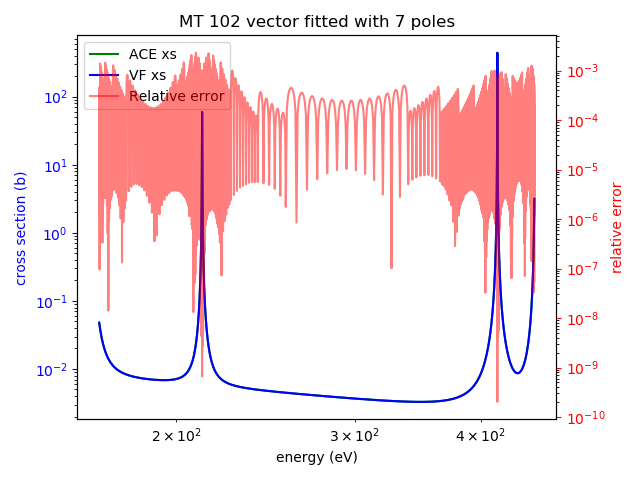 MT 102 vector fitted with 7 poles
ACE xs
VF xs
Relative error
cross section (b)
10²
10¹
10⁰
10⁻¹
10⁻²
relative error
10⁻³
10⁻⁴
10⁻⁵
10⁻⁶
10⁻⁷
10⁻⁸
10⁻⁹
10⁻¹⁰
2 × 10² 3 × 10² 4 × 10²
energy (eV)